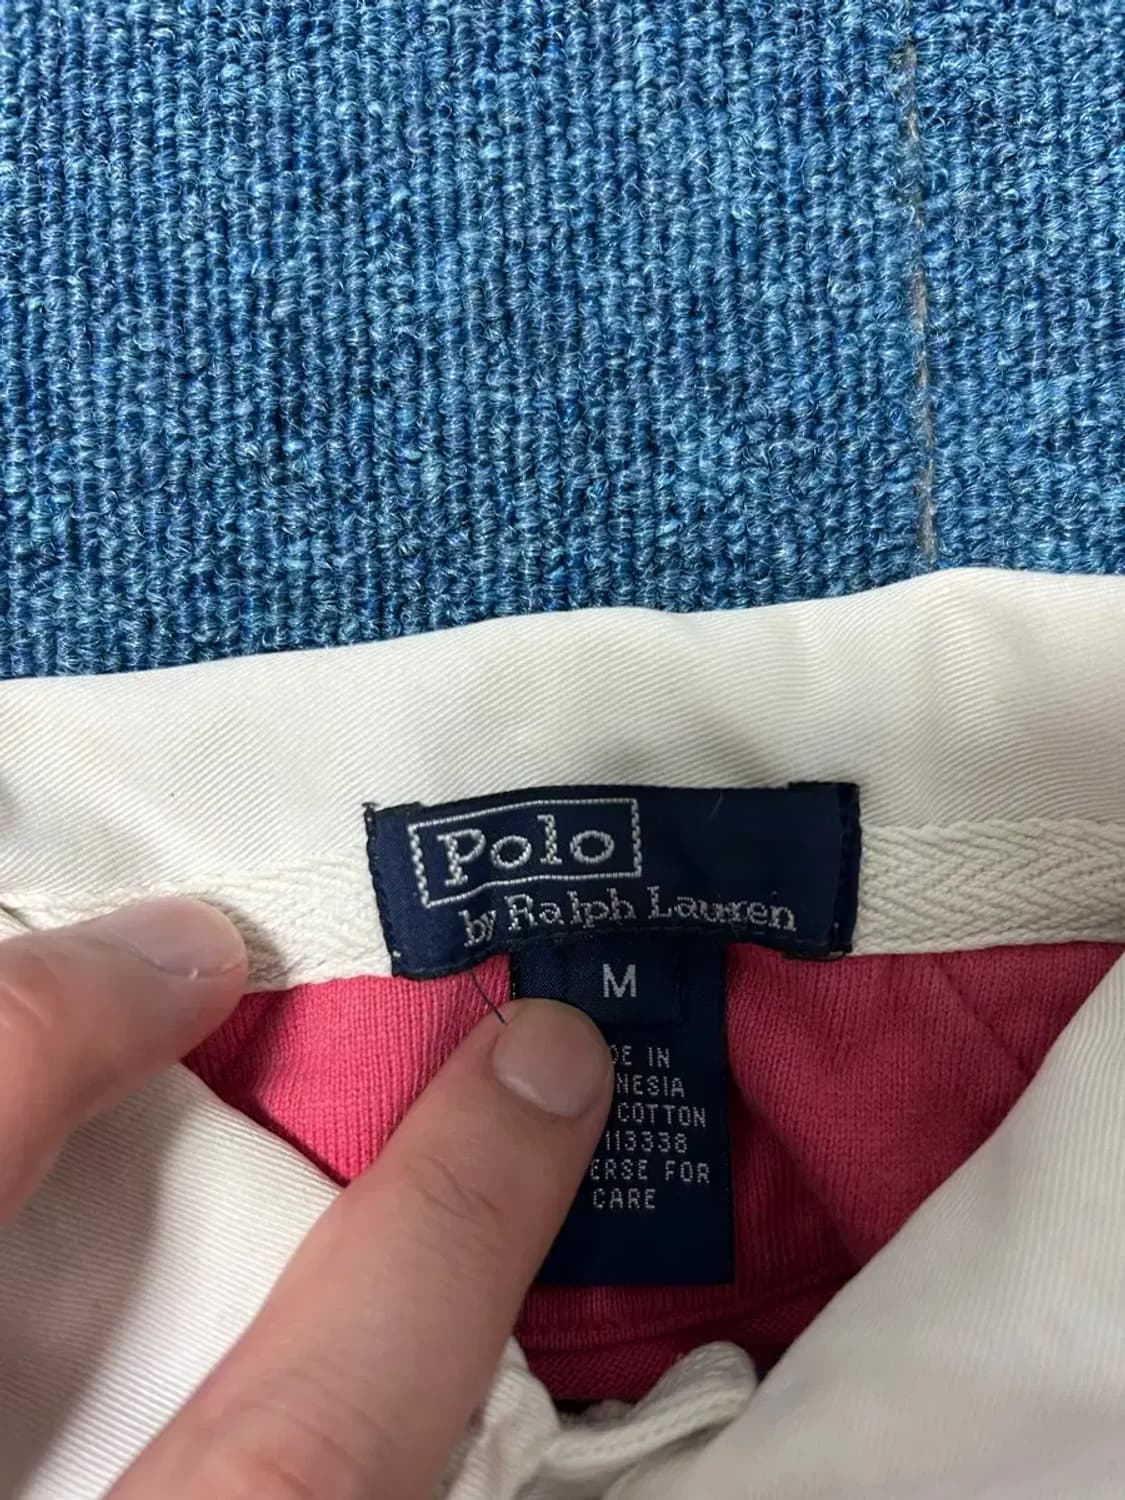 Polo
by Ralph Lauren
M
DE IN
NESIA
COTTON
113338
ERSE FOR
CARE